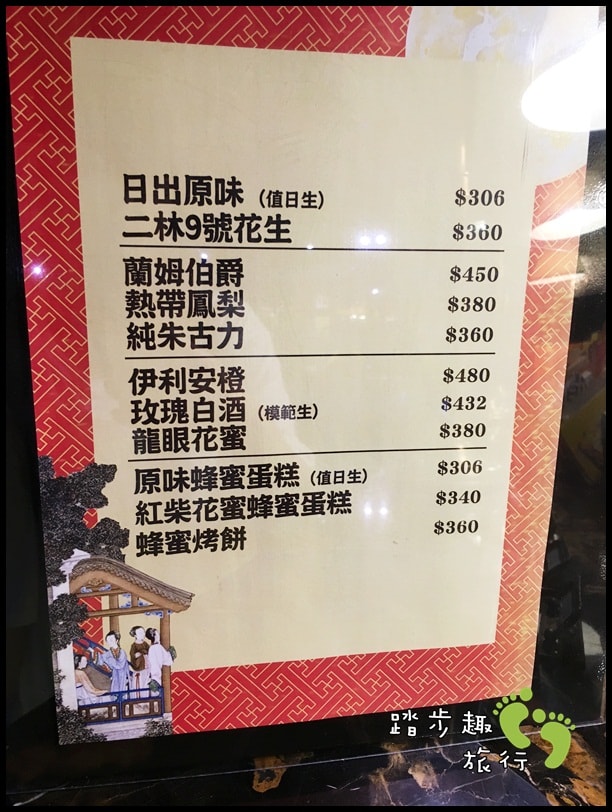 日出原味（值日生） $306
二林9號花生 $360
蘭姆伯爵 $450
熱帶鳳梨 $380
純朱古力 $360
伊利安橙 $480
玫瑰白酒（模範生） $432
龍眼花蜜 $380
原味蜂蜜蛋糕（值日生） $306
紅柴花蜜蜂蜜蛋糕 $340
蜂蜜烤餅 $360
踏步趣
旅行